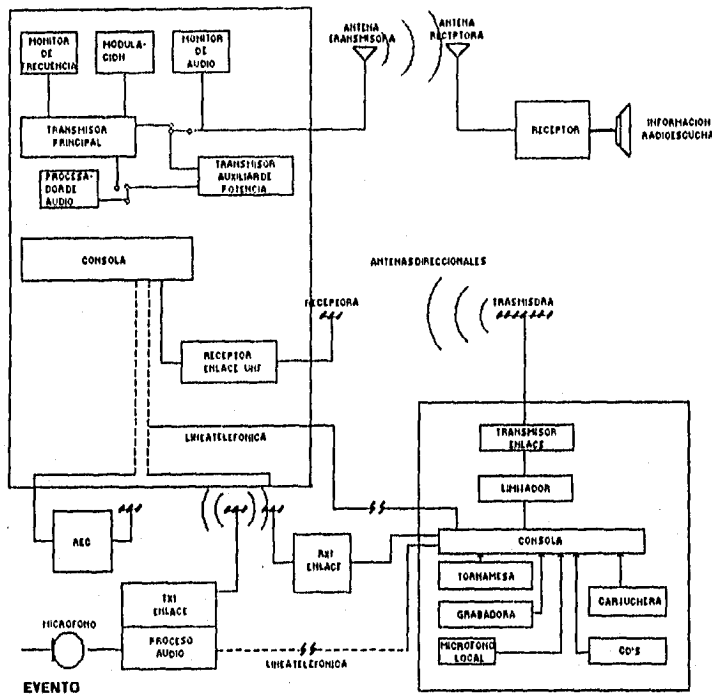 MONITOR
DE
FRECUENCIA
MODULA-
CION
MONITOR
DE
AUDIO
TRANSMISOR
PRINCIPAL
PROCESA-
DOR DE
AUDIO
TRANSMISOR
AUXILIAR DE
POTENCIA
ANTENA
TRANSMISORA
ANTENA
RECEPTORA
RECEPTOR
INFORMACION
RADIOESCUCHA
CONSOLA
RECEPTOR
ENLACE UHF
RECEPTORA
ANTENAS DIRECCIONALES
TRASMISORA
LINEA TELEFONICA
TRANSMISOR
ENLACE
LIMITADOR
CONSOLA
TORNAMESA
GRABADORA
MICROFONO
LOCAL
CARTUCHERA
CD'S
REC
RX1
ENLACE
TX1
ENLACE
PROCESO
AUDIO
MICROFONO
LINEA TELEFONICA
EVENTO